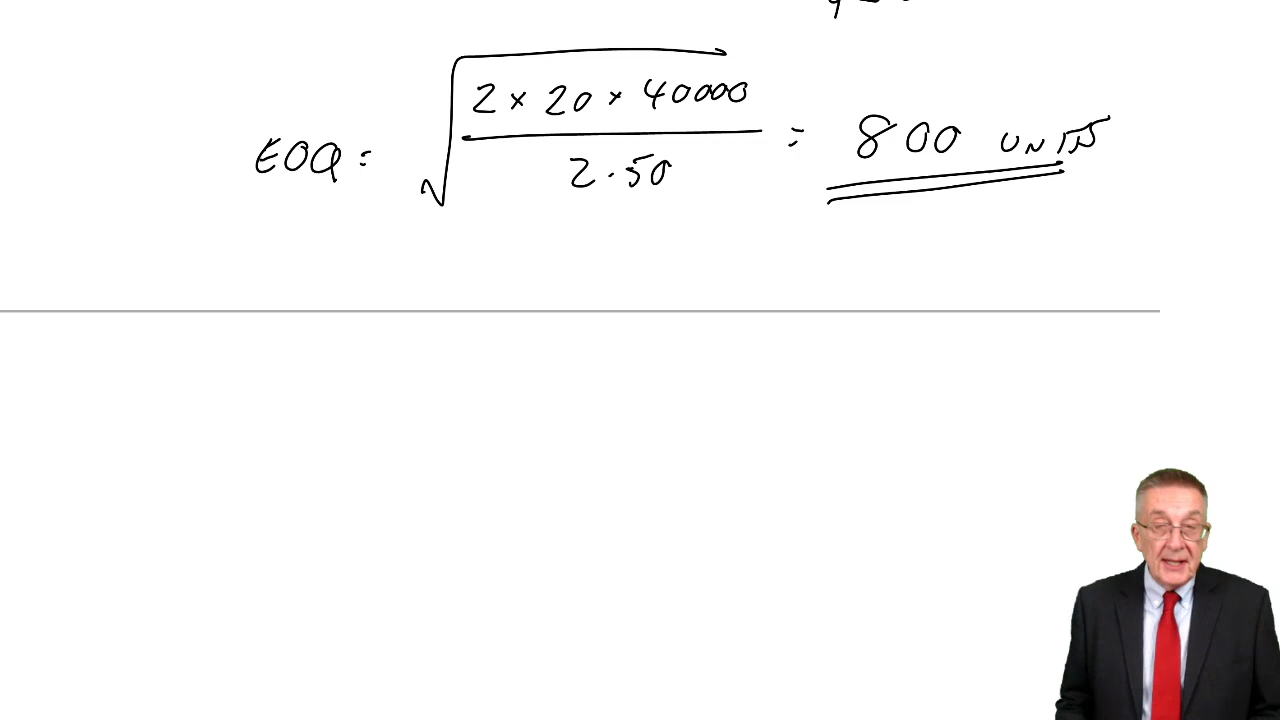 EOQ = √ 2 × 20 × 40000 / 2.50 = 800 UNITS